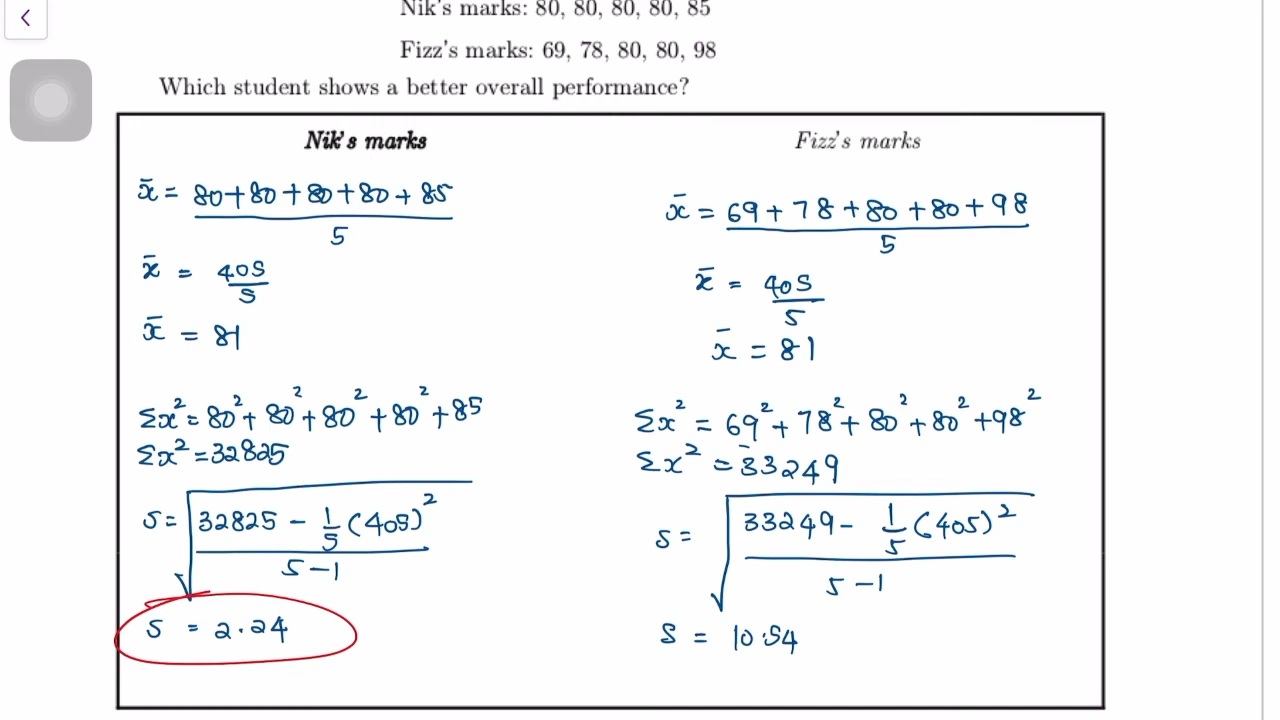 Nik's marks: 80, 80, 80, 80, 85
Fizz's marks: 69, 78, 80, 80, 98
Which student shows a better overall performance?
Nik's marks
x̄ = 80+80+80+80+85
5
x̄ = 405
5
x̄ = 81
Σx² = 80² + 80² + 80² + 80² + 85
Σx² = 32825
s = √ 32825 − 1/5 (405)²
5−1
s = 2.24
Fizz's marks
x̄ = 69+78+80+80+98
5
x̄ = 405
5
x̄ = 81
Σx² = 69² + 78² + 80² + 80² + 98²
Σx² = 33249
s = √ 33249 − 1/5 (405)²
5−1
s = 10.54